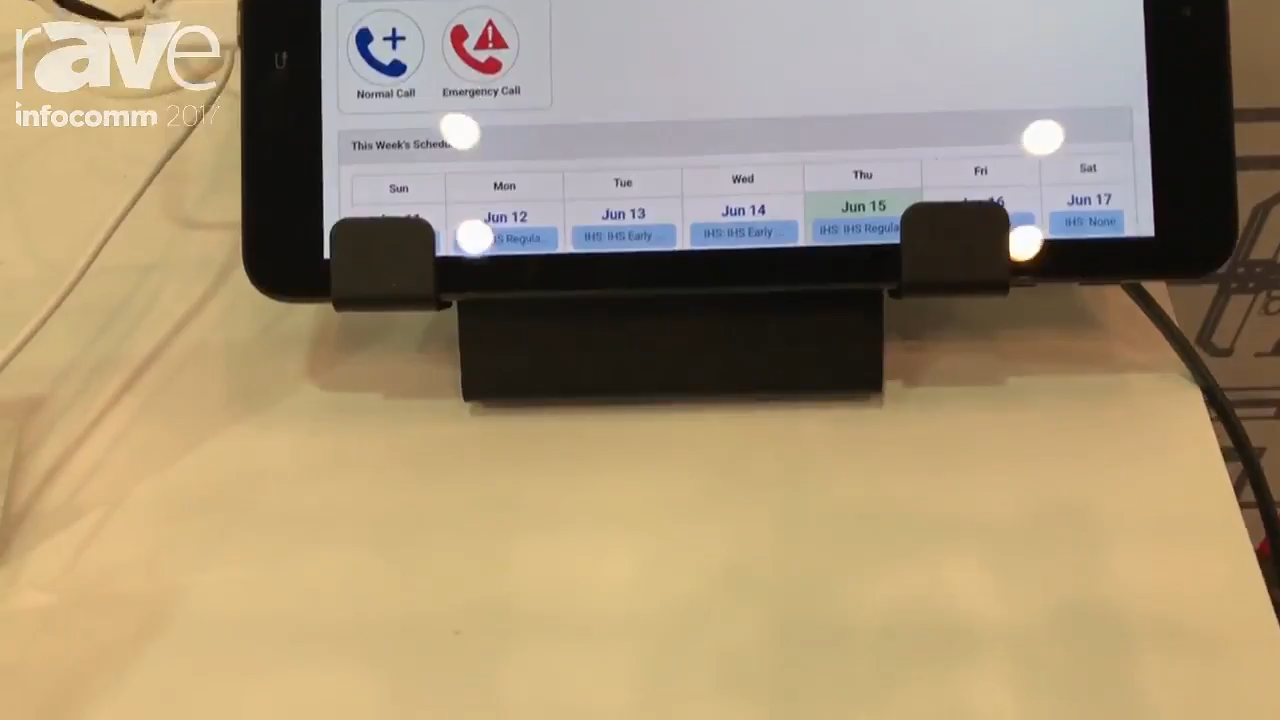 rave
infocomm 2017
Normal Call
Emergency Call
This Week's
Sun
Mon
Tue
Wed
Thu
Fri
Sat
Jun 12
Jun 13
Jun 14
Jun 15
Jun 17
IHS: IHS Early ...
IHS: IHS Early ...
IHS: IHS Regula
IHS: None